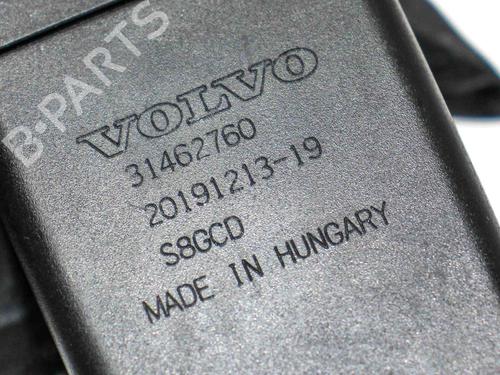 B-PARTS
VOLVO
31462760
20191213-19
S8GCD
MADE IN HUNGARY